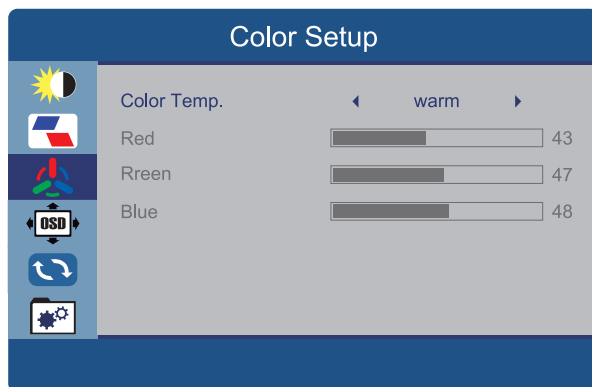 Color Setup
Color Temp. warm
Red 43
Rreen 47
Blue 48
OSD